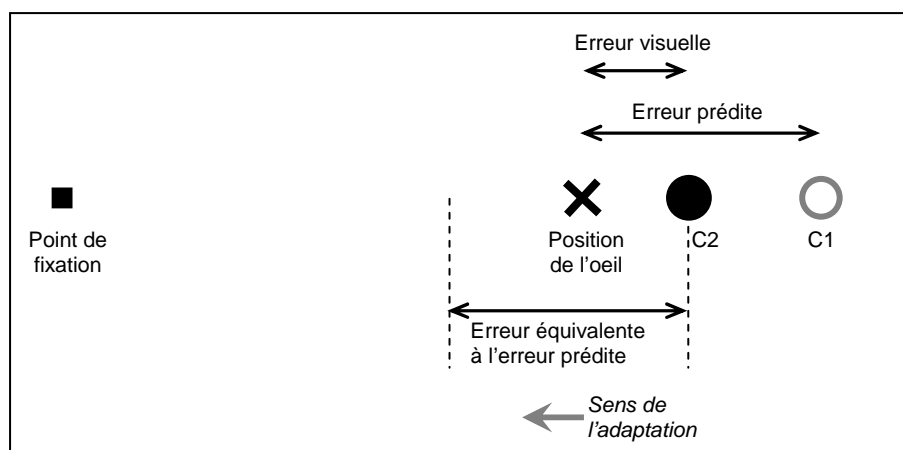 Erreur visuelle
Erreur prédite
Point de
fixation
Position
de l'oeil
C2
C1
Erreur équivalente
à l'erreur prédite
Sens de
l'adaptation